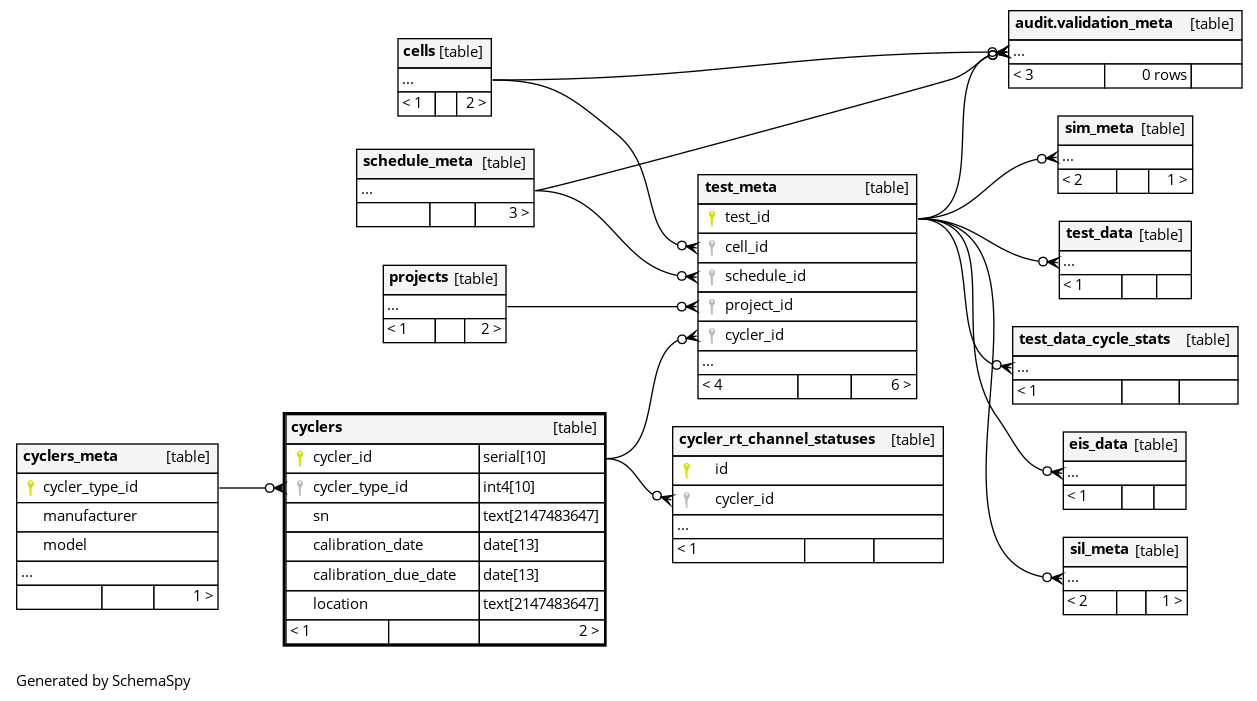 audit.validation_meta [table]
...
< 3 0 rows
cells [table]
...
< 1 2 >
sim_meta [table]
...
< 2 1 >
schedule_meta [table]
...
3 >
test_meta [table]
test_id
cell_id
schedule_id
project_id
cycler_id
...
< 4 6 >
test_data [table]
...
< 1
projects [table]
...
< 1 2 >
test_data_cycle_stats [table]
...
< 1
cyclers [table]
cycler_id serial[10]
cycler_type_id int4[10]
sn text[2147483647]
calibration_date date[13]
calibration_due_date date[13]
location text[2147483647]
< 1 2 >
cycler_rt_channel_statuses [table]
id
cycler_id
...
< 1
eis_data [table]
...
< 1
cyclers_meta [table]
cycler_type_id
manufacturer
model
...
1 >
sil_meta [table]
...
< 2 1 >
Generated by SchemaSpy